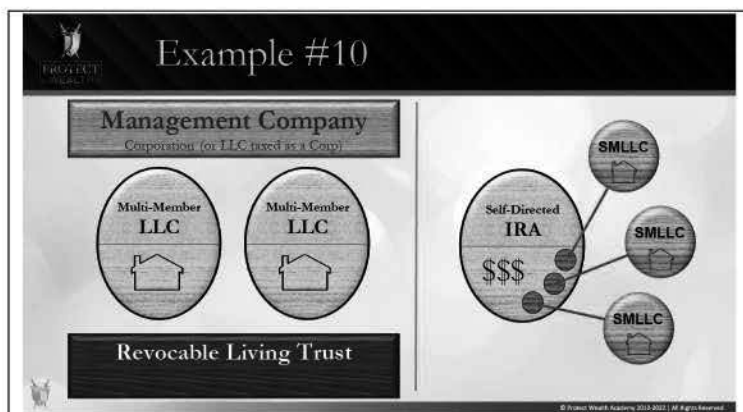 PROTECT
WEALTH
Example #10
Management Company
Corporation (or LLC taxed as a Corp)
Multi-Member
LLC
Multi-Member
LLC
Revocable Living Trust
Self-Directed
IRA
$$$
SMLLC
SMLLC
SMLLC
© Protect Wealth Academy 2013-2022 | All Rights Reserved.